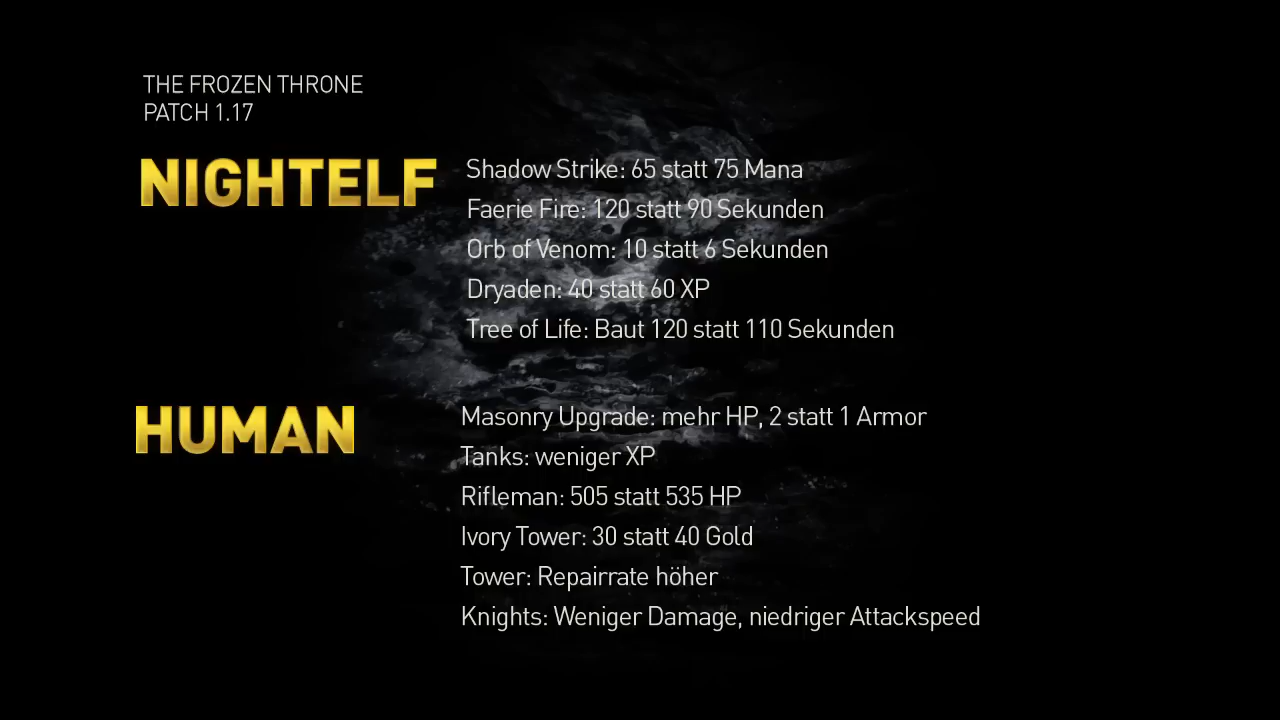 THE FROZEN THRONE
PATCH 1.17
NIGHTELF
Shadow Strike: 65 statt 75 Mana
Faerie Fire: 120 statt 90 Sekunden
Orb of Venom: 10 statt 6 Sekunden
Dryaden: 40 statt 60 XP
Tree of Life: Baut 120 statt 110 Sekunden
HUMAN
Masonry Upgrade: mehr HP, 2 statt 1 Armor
Tanks: weniger XP
Rifleman: 505 statt 535 HP
Ivory Tower: 30 statt 40 Gold
Tower: Repairrate höher
Knights: Weniger Damage, niedriger Attackspeed